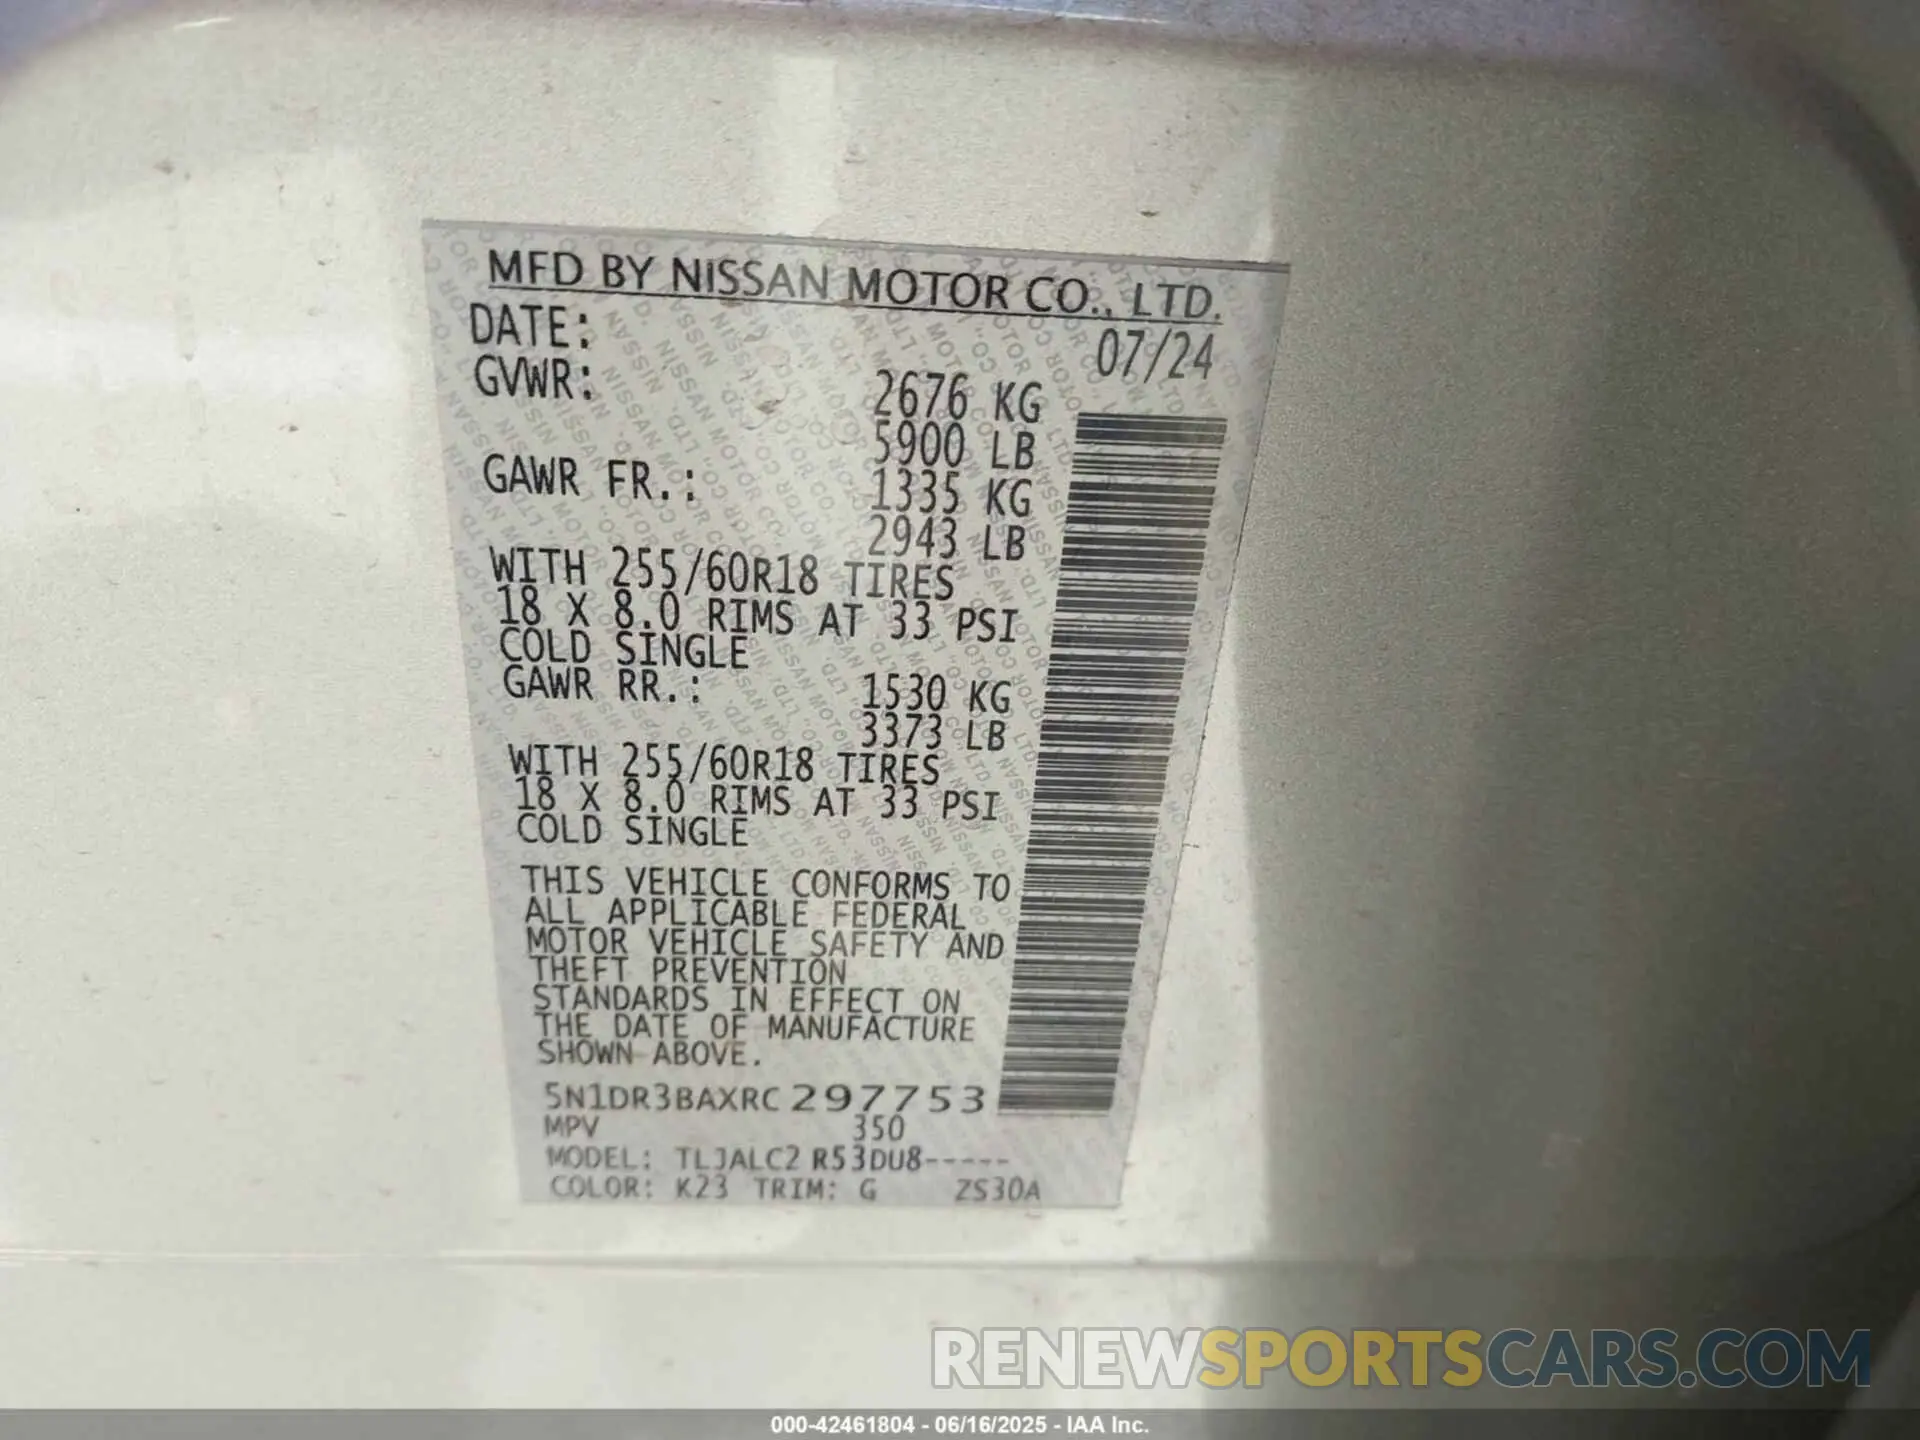 MFD BY NISSAN MOTOR CO., LTD.
DATE: 07/24
GVWR: 2676 KG
5900 LB
GAWR FR.: 1335 KG
2943 LB
WITH 255/60R18 TIRES
18 X 8.0 RIMS AT 33 PSI
COLD SINGLE
GAWR RR.: 1530 KG
3373 LB
WITH 255/60R18 TIRES
18 X 8.0 RIMS AT 33 PSI
COLD SINGLE
THIS VEHICLE CONFORMS TO
ALL APPLICABLE FEDERAL
MOTOR VEHICLE SAFETY AND
THEFT PREVENTION
STANDARDS IN EFFECT ON
THE DATE OF MANUFACTURE
SHOWN ABOVE.
5N1DR3BAXRC297753
MPV 350
MODEL: TLJALC2 R53DU8-----
COLOR: K23 TRIM: G ZS30A
RENEWSPORTSCARS.COM
000-42461804 - 06/16/2025 - IAA Inc.